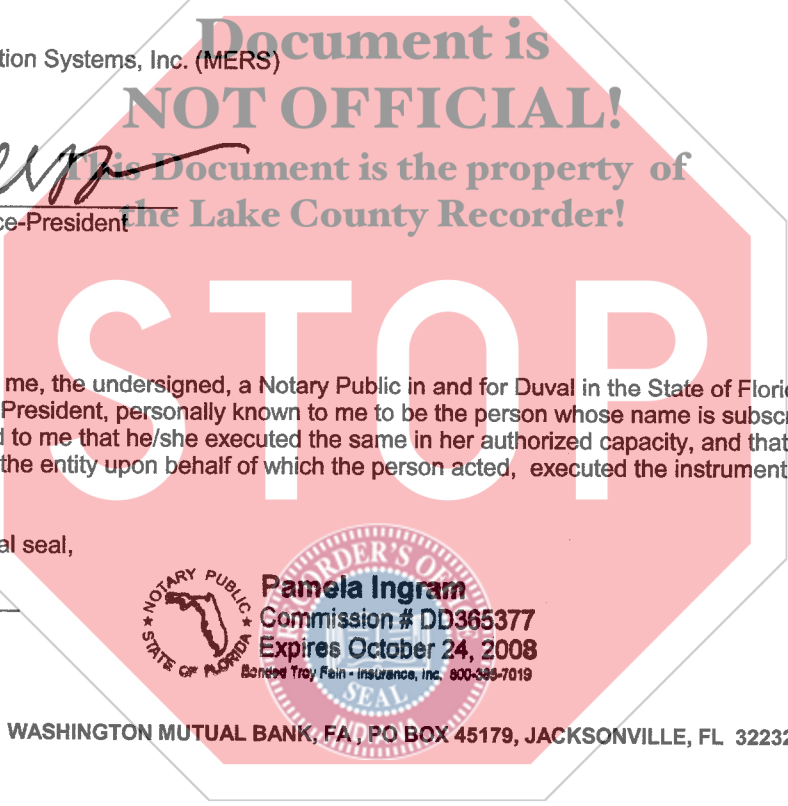 Document is
tion Systems, Inc. (MERS)
NOT OFFICIAL!
This Document is the property of
ce-President
the Lake County Recorder!
STOP
me, the undersigned, a Notary Public in and for Duval in the State of Flori
President, personally known to me to be the person whose name is subscr
d to me that he/she executed the same in her authorized capacity, and that
the entity upon behalf of which the person acted, executed the instrument
al seal,
NOTARY PUBLIC
STATE OF FLORIDA
Pamela Ingram
Commission # DD365377
Expires October 24, 2008
Bonded Troy Fain - Insurance, Inc. 800-385-7019
RECORDER'S OFFICE
SEAL
INDIANA
WASHINGTON MUTUAL BANK, FA , PO BOX 45179, JACKSONVILLE, FL 32232